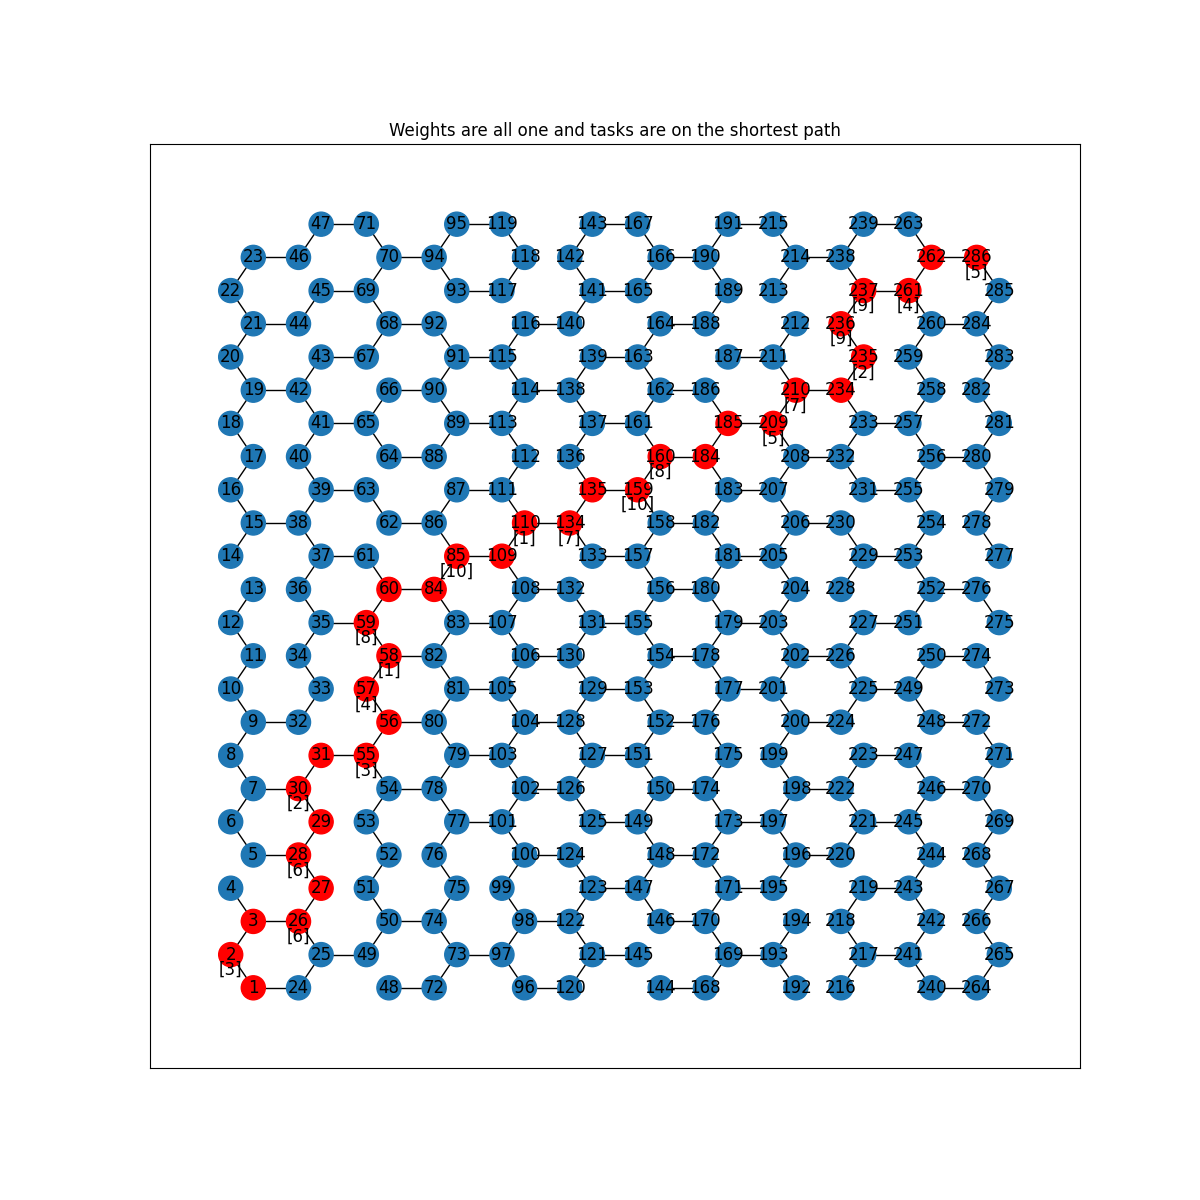 Weights are all one and tasks are on the shortest path
47 71 95 119 143 167 191 215 239 263
23 46 70 94 118 142 166 190 214 238 262 286
[5]
22 45 69 93 117 141 165 189 213 237 261 285
[9] [4]
21 44 68 92 116 140 164 188 212 236 260 284
[9]
20 43 67 91 115 139 163 187 211 235 259 283
[2]
19 42 66 90 114 138 162 186 210 234 258 282
[7]
18 41 65 89 113 137 161 185 209 233 257 281
[5]
17 40 64 88 112 136 160 184 208 232 256 280
[8]
16 39 63 87 111 135 159 183 207 231 255 279
[10]
15 38 62 86 110 134 158 182 206 230 254 278
[1] [7]
14 37 61 85 109 133 157 181 205 229 253 277
[10]
13 36 60 84 108 132 156 180 204 228 252 276
12 35 59 83 107 131 155 179 203 227 251 275
[8]
11 34 58 82 106 130 154 178 202 226 250 274
[1]
10 33 57 81 105 129 153 177 201 225 249 273
[4]
9 32 56 80 104 128 152 176 200 224 248 272
8 31 55 79 103 127 151 175 199 223 247 271
[3]
7 30 54 78 102 126 150 174 198 222 246 270
[2]
6 29 53 77 101 125 149 173 197 221 245 269
5 28 52 76 100 124 148 172 196 220 244 268
[6]
4 27 51 75 99 123 147 171 195 219 243 267
3 26 50 74 98 122 146 170 194 218 242 266
[6]
2 25 49 73 97 121 145 169 193 217 241 265
[3]
1 24 48 72 96 120 144 168 192 216 240 264